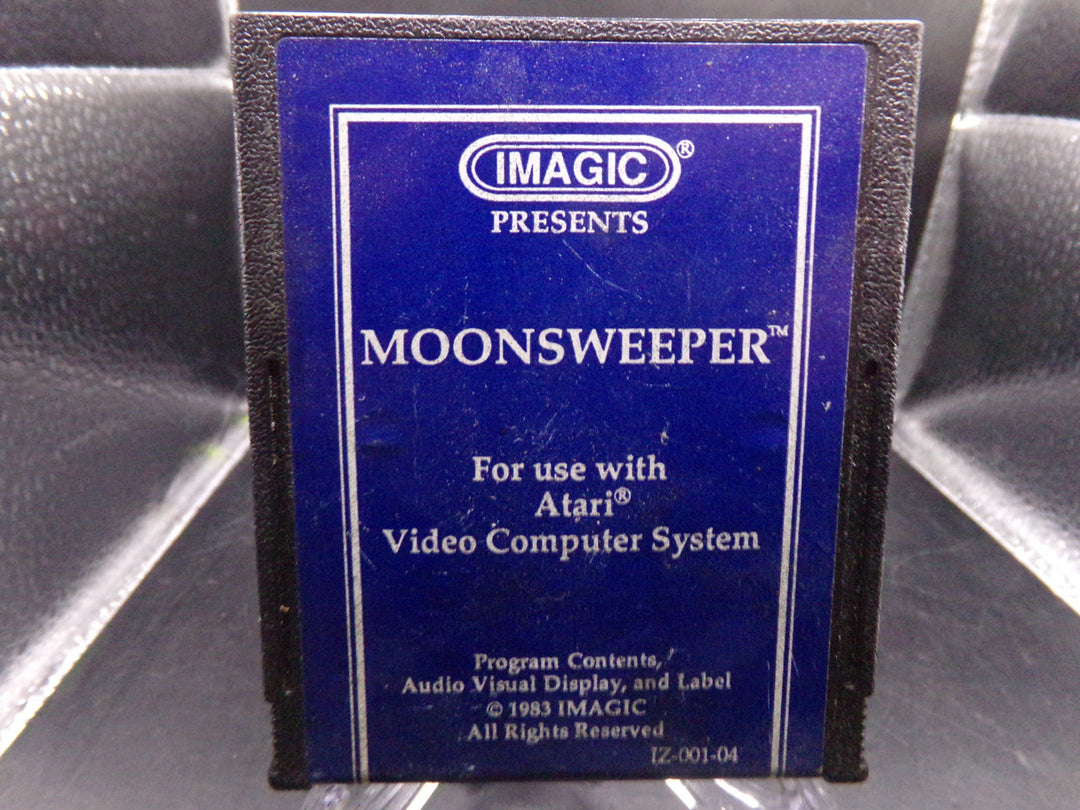 IMAGIC®
PRESENTS
MOONSWEEPER™
For use with
Atari®
Video Computer System
Program Contents,
Audio Visual Display, and Label
© 1983 IMAGIC
All Rights Reserved
IZ-001-04